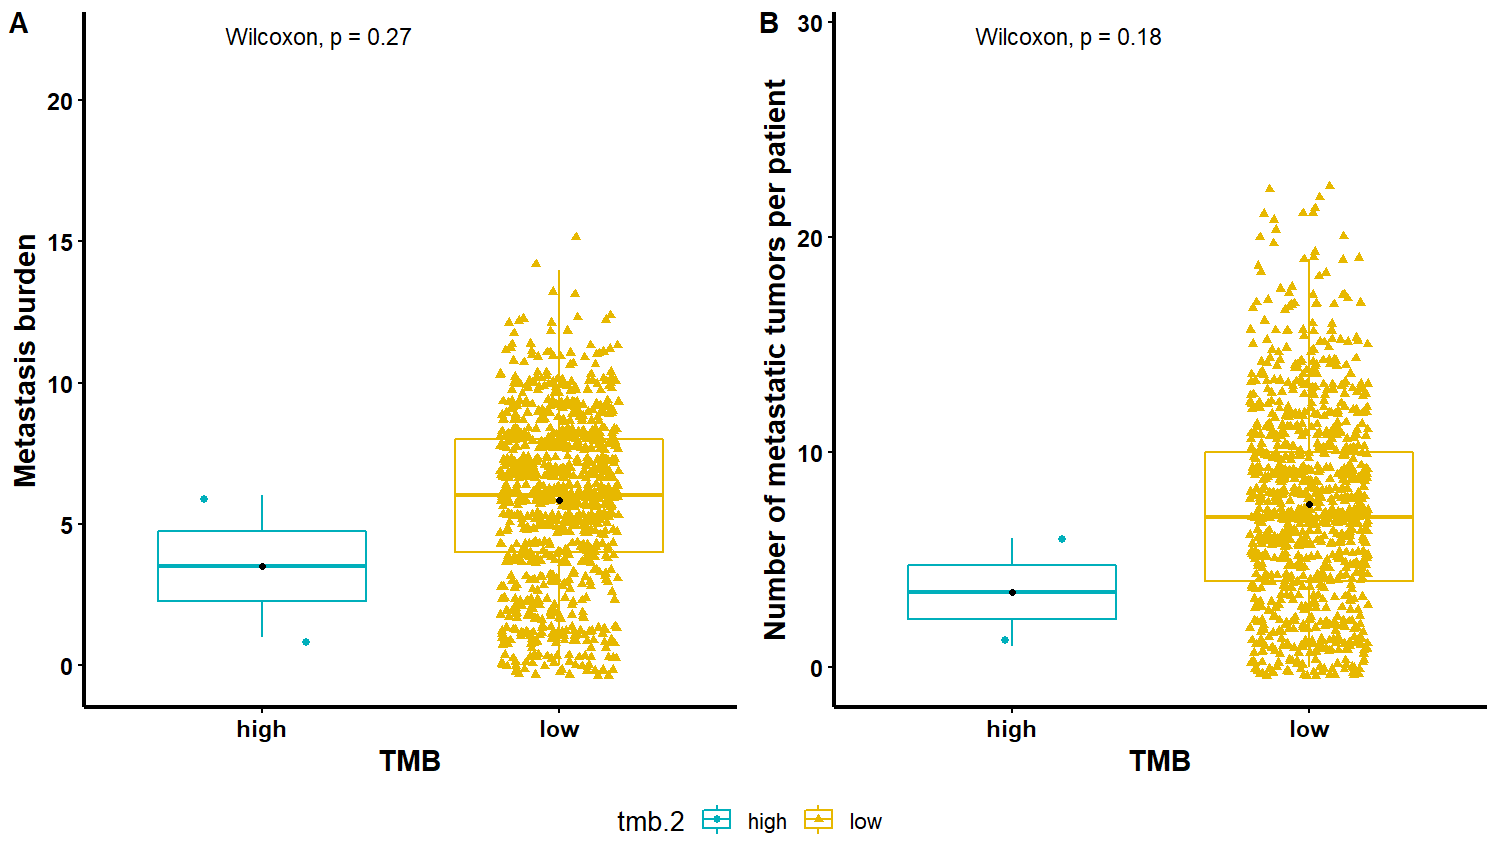 A
Wilcoxon, p = 0.27
Metastasis burden
20
15
10
5
0
high low
TMB
B
Wilcoxon, p = 0.18
Number of metastatic tumors per patient
30
20
10
0
high low
TMB
tmb.2 high low